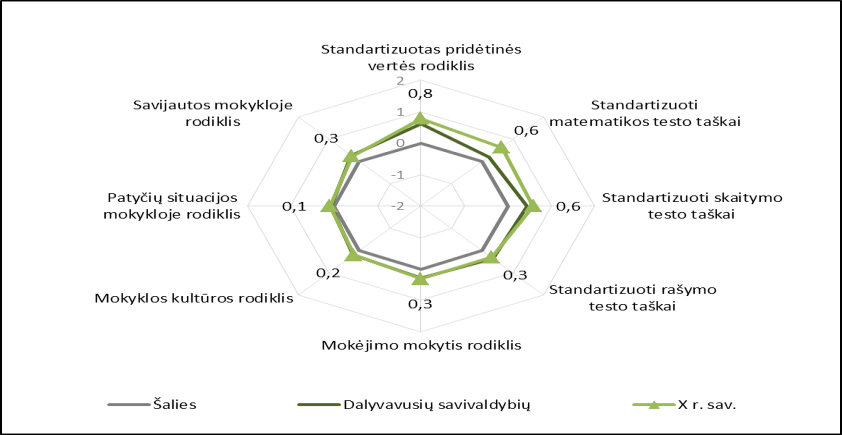 Standartizuotas pridėtinės
vertės rodiklis
2
0,8
1
0
-1
-2
Savijautos mokykloje
rodiklis
0,3
Standartizuoti
matematikos testo taškai
0,6
Patyčių situacijos
mokykloje rodiklis
0,1
Standartizuoti skaitymo
testo taškai
0,6
Mokyklos kultūros rodiklis
0,2
Standartizuoti rašymo
testo taškai
0,3
0,3
Mokėjimo mokytis rodiklis
Šalies
Dalyvavusių savivaldybių
X r. sav.